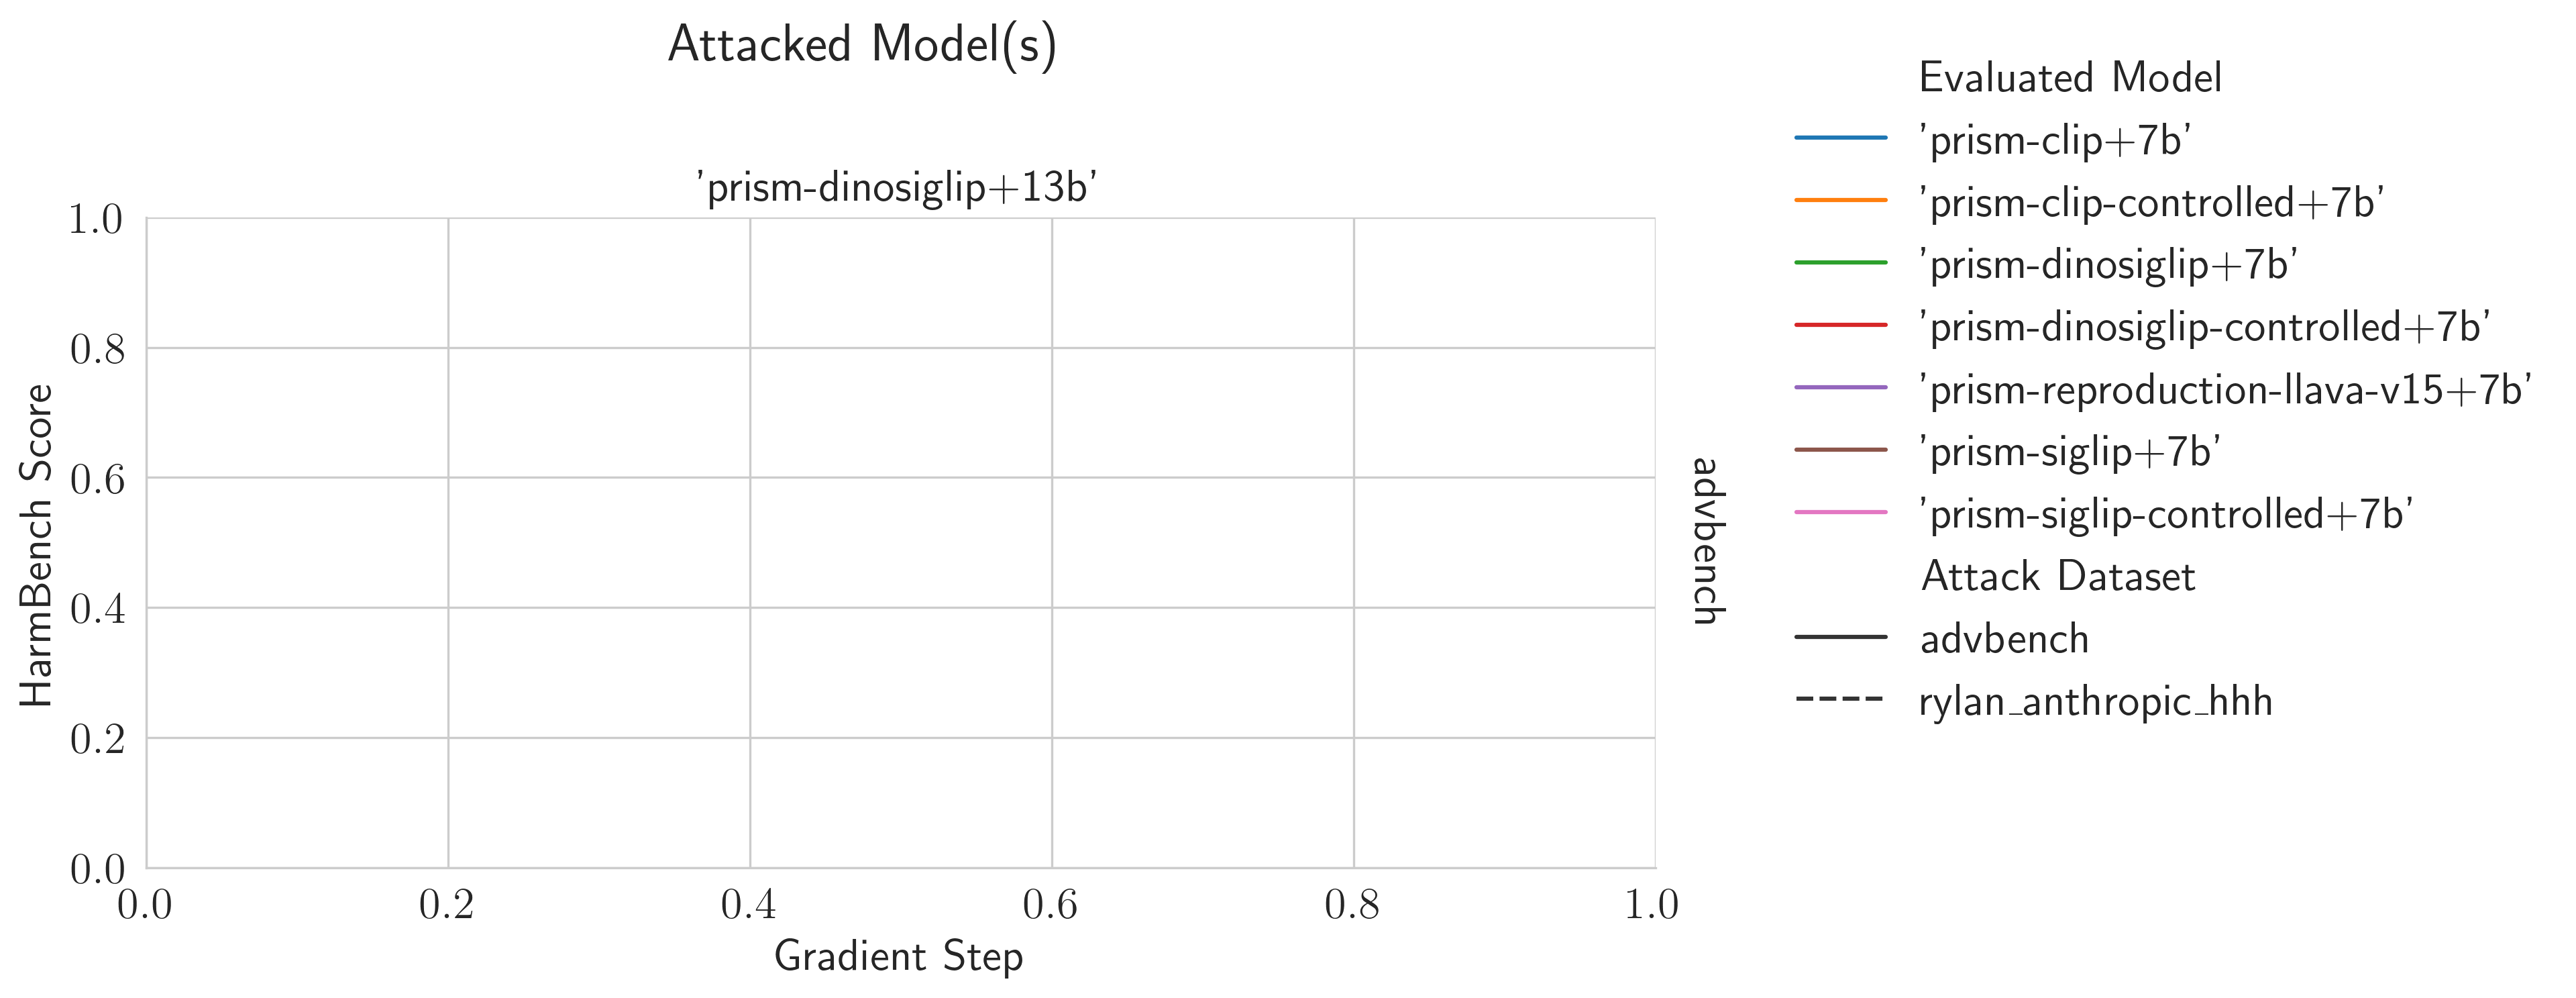 Attacked Model(s)
'prism-dinosiglip+13b'
1.0
0.8
0.6
0.4
0.2
0.0
HarmBench Score
0.0 0.2 0.4 0.6 0.8 1.0
Gradient Step
advbench
Evaluated Model
'prism-clip+7b'
'prism-clip-controlled+7b'
'prism-dinosiglip+7b'
'prism-dinosiglip-controlled+7b'
'prism-reproduction-llava-v15+7b'
'prism-siglip+7b'
'prism-siglip-controlled+7b'
Attack Dataset
advbench
rylan_anthropic_hhh